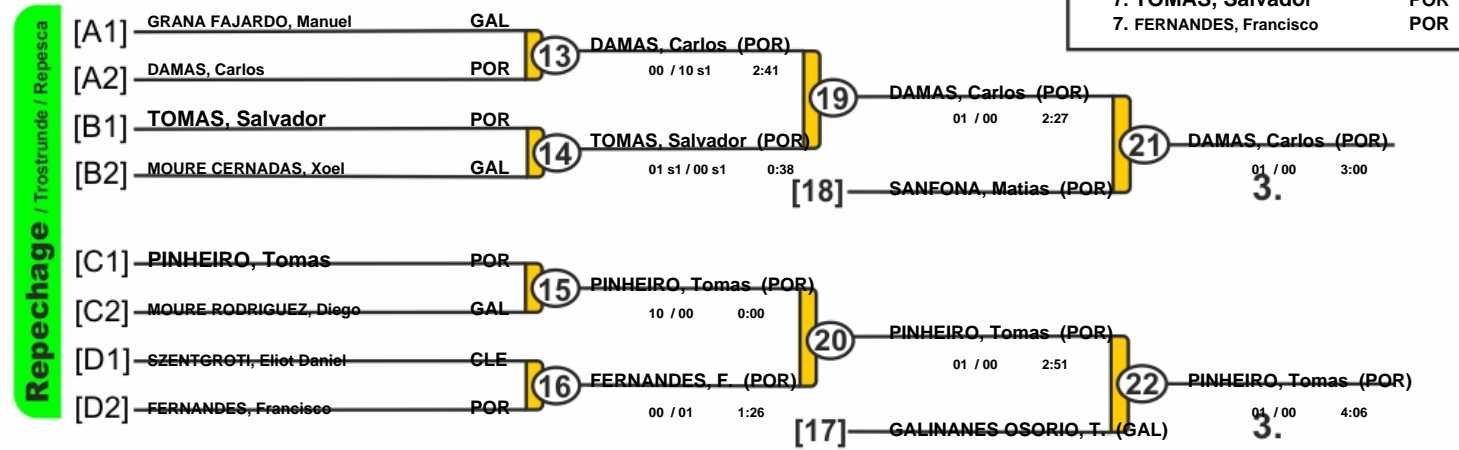 7. TOMAS, Salvador POR
7. FERNANDES, Francisco POR
Repechage / Trostrunde / Repesca
[A1] GRANA FAJARDO, Manuel GAL
[A2] DAMAS, Carlos POR
13 DAMAS, Carlos (POR)
00 / 10 s1 2:41
[B1] TOMAS, Salvador POR
[B2] MOURE CERNADAS, Xoel GAL
14 TOMAS, Salvador (POR)
01 s1 / 00 s1 0:38
19 DAMAS, Carlos (POR)
01 / 00 2:27
[18] SANFONA, Matias (POR)
21 DAMAS, Carlos (POR)
01 / 00 3:00
3.
[C1] PINHEIRO, Tomas POR
[C2] MOURE RODRIGUEZ, Diego GAL
15 PINHEIRO, Tomas (POR)
10 / 00 0:00
[D1] SZENTGROTI, Eliot Daniel CLE
[D2] FERNANDES, Francisco POR
16 FERNANDES, F. (POR)
00 / 01 1:26
20 PINHEIRO, Tomas (POR)
01 / 00 2:51
[17] GALINANES OSORIO, T. (GAL)
22 PINHEIRO, Tomas (POR)
01 / 00 4:06
3.